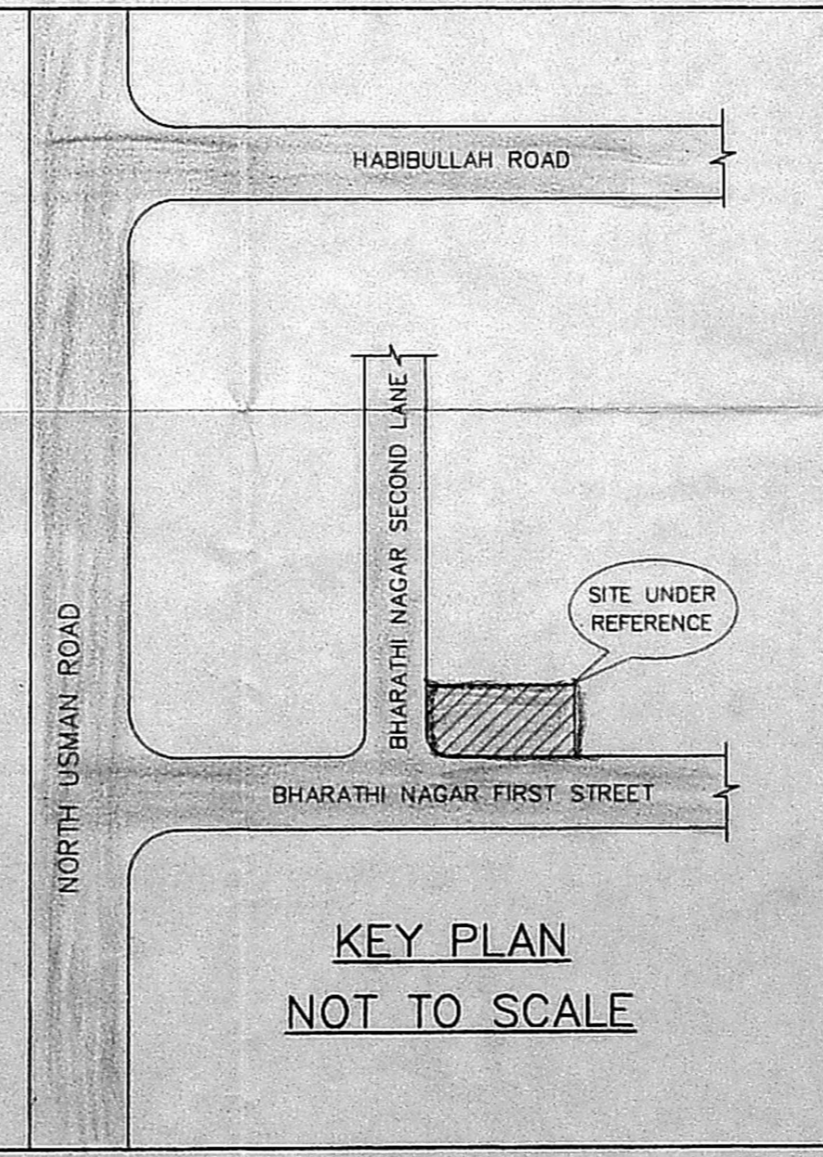 HABIBULLAH ROAD
BHARATHI NAGAR SECOND LANE
SITE UNDER
REFERENCE
NORTH USMAN ROAD
BHARATHI NAGAR FIRST STREET
KEY PLAN
NOT TO SCALE